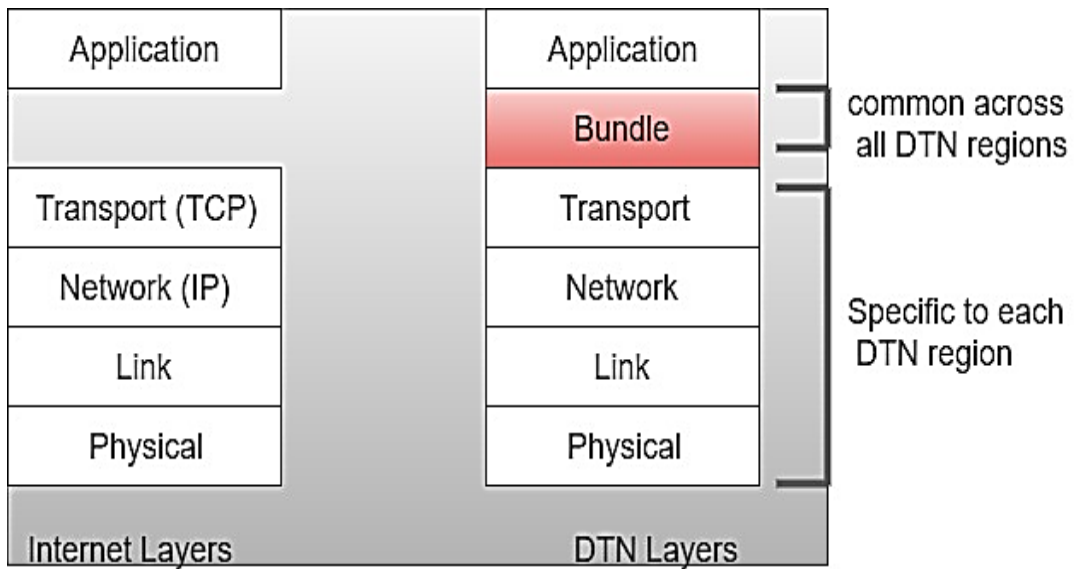 Application
Transport (TCP)
Network (IP)
Link
Physical
Internet Layers
Application
Bundle
Transport
Network
Link
Physical
DTN Layers
common across
all DTN regions
Specific to each
DTN region